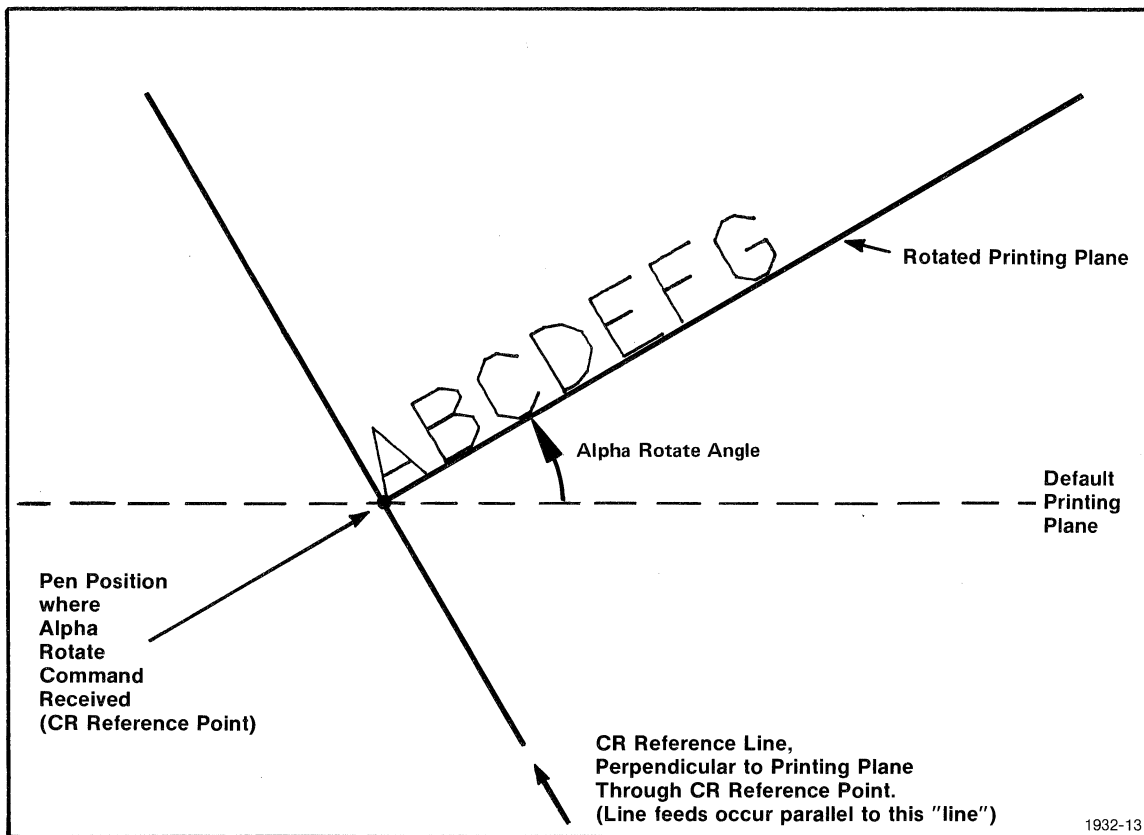 ABCDEFG
Rotated Printing Plane
Alpha Rotate Angle
Default
Printing
Plane
Pen Position
where
Alpha
Rotate
Command
Received
(CR Reference Point)
CR Reference Line,
Perpendicular to Printing Plane
Through CR Reference Point.
(Line feeds occur parallel to this "line")
1932-13